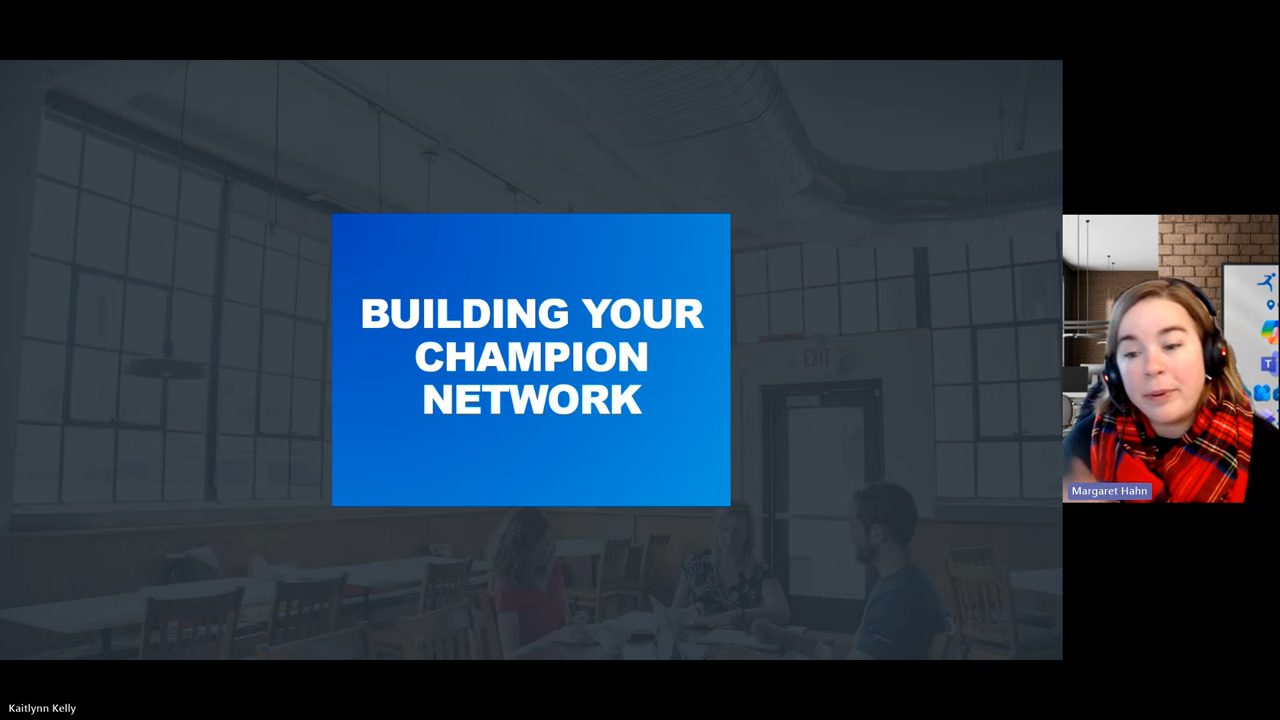 BUILDING YOUR
CHAMPION
NETWORK
EXIT
Margaret Hahn
Kaitlynn Kelly